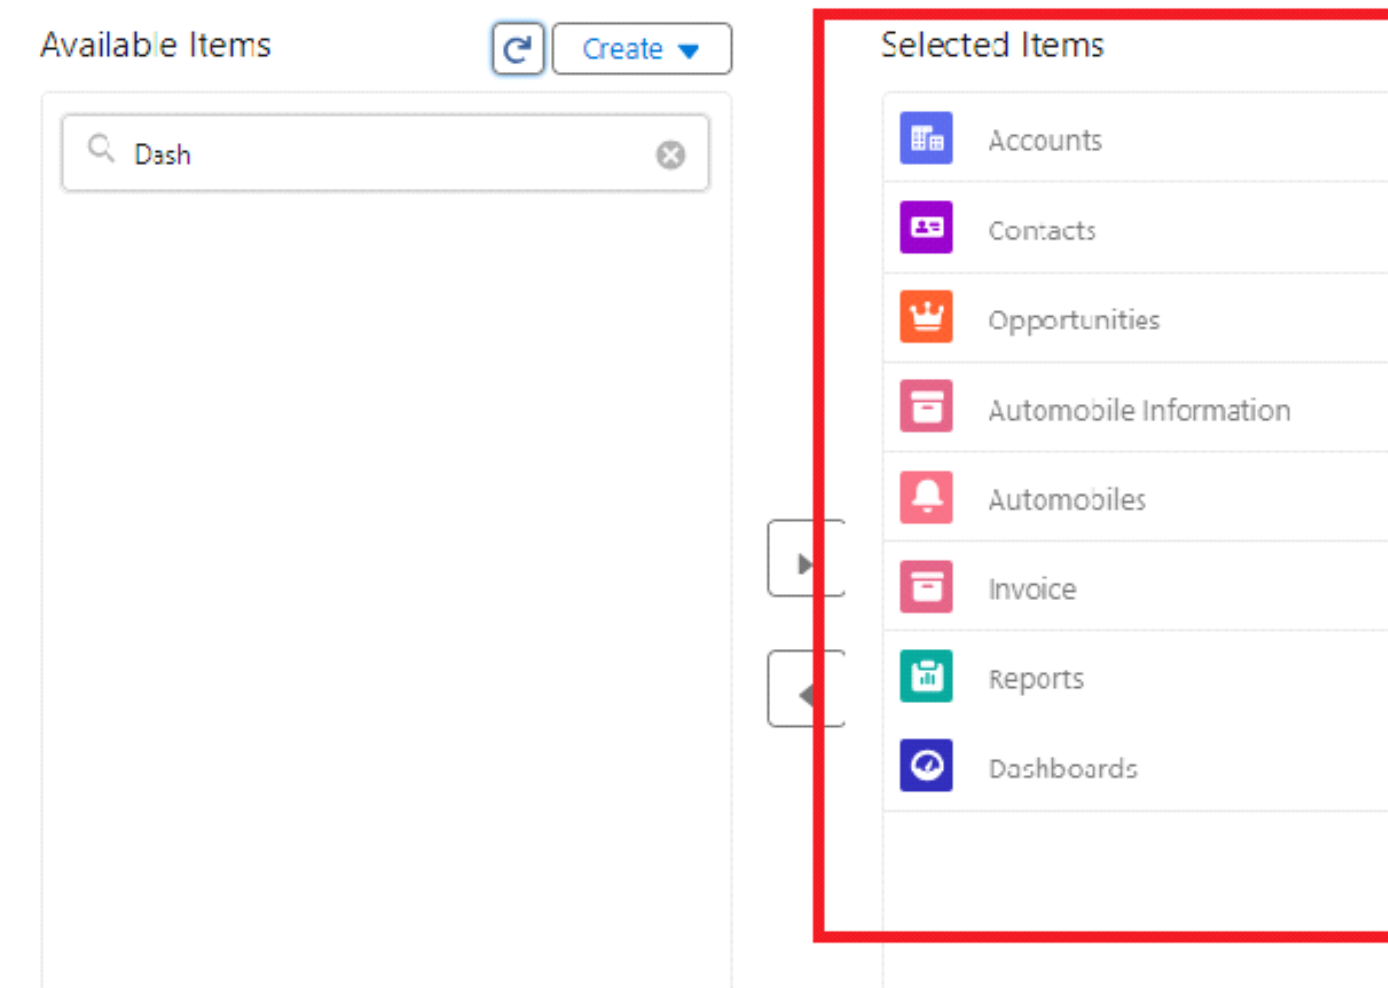 Available Items
Create
Dash
Selected Items
Accounts
Contacts
Opportunities
Automobile Information
Automobiles
Invoice
Reports
Dashboards